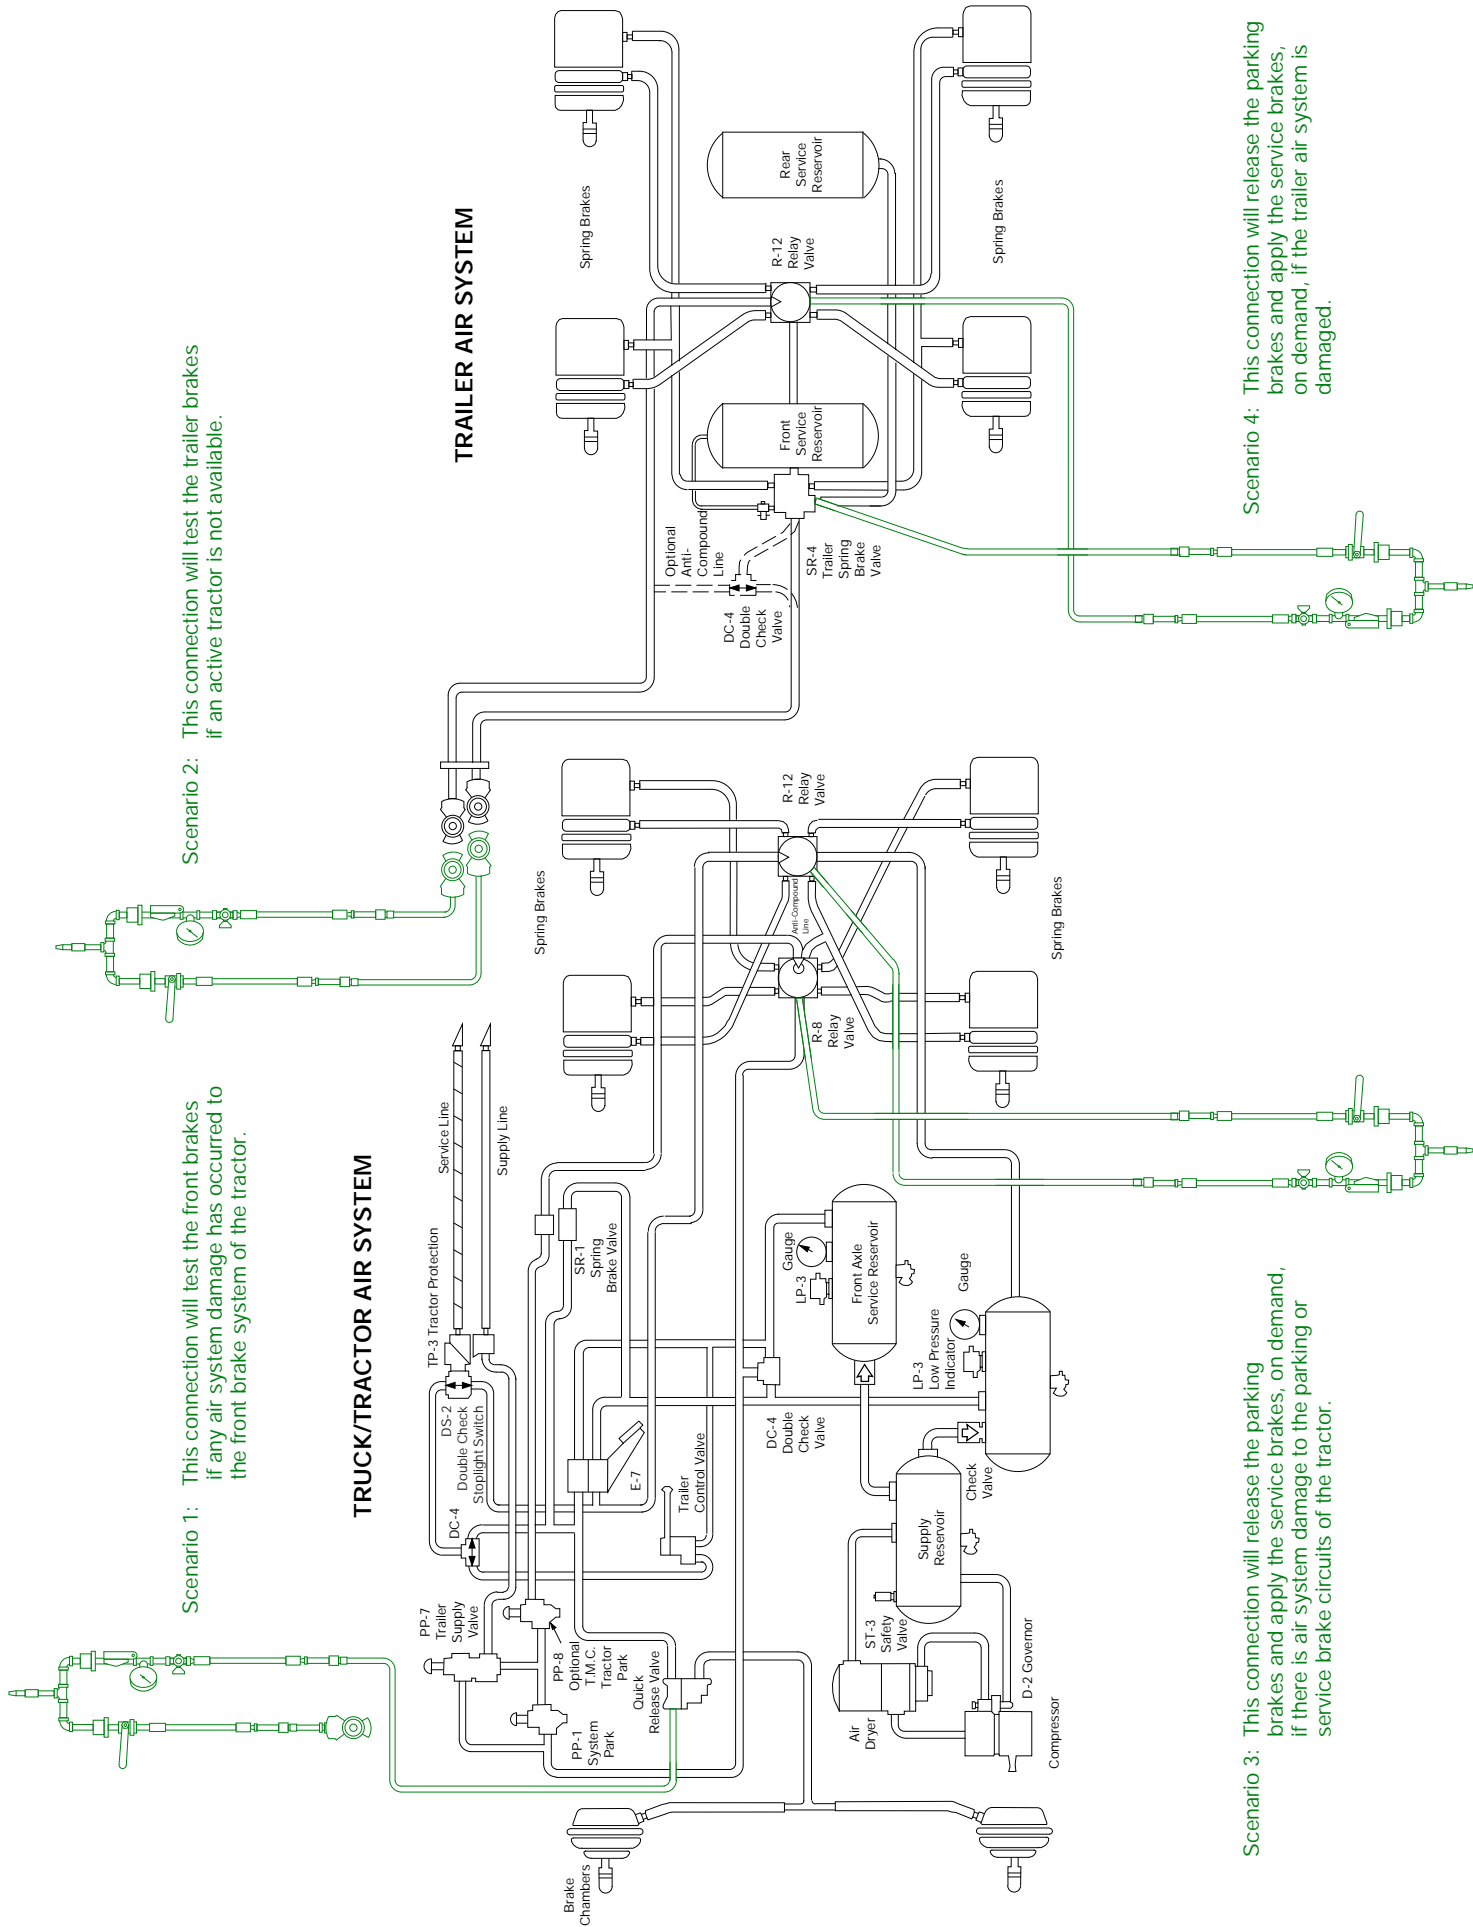 Scenario 1: This connection will test the front brakes
if any air system damage has occurred to
the front brake system of the tractor.
Scenario 2: This connection will test the trailer brakes
if an active tractor is not available.
TRUCK/TRACTOR AIR SYSTEM
TRAILER AIR SYSTEM
PP-7
Trailer
Supply
Valve
DC-4
DS-2
Double Check
Stoplight Switch
TP-3 Tractor Protection
Service Line
Supply Line
PP-8
Optional
T.M.C.
Tractor
Park
PP-1
System
Park
Quick
Release Valve
E-7
Trailer
Control Valve
SR-1
Spring
Brake Valve
DC-4
Double
Check
Valve
LP-3
Gauge
Front Axle
Service Reservoir
LP-3
Low Pressure
Indicator
Gauge
Check
Valve
Supply
Reservoir
ST-3
Safety
Valve
Air
Dryer
D-2 Governor
Compressor
Brake
Chambers
Spring Brakes
R-12
Relay
Valve
Anti-Compound
Line
R-8
Relay
Valve
Spring Brakes
Optional
Anti-
Compound
Line
DC-4
Double
Check
Valve
SR-4
Trailer
Spring
Brake
Valve
Front
Service
Reservoir
R-12
Relay
Valve
Rear
Service
Reservoir
Spring Brakes
Spring Brakes
Scenario 3: This connection will release the parking
brakes and apply the service brakes, on demand,
if there is air system damage to the parking or
service brake circuits of the tractor.
Scenario 4: This connection will release the parking
brakes and apply the service brakes,
on demand, if the trailer air system is
damaged.